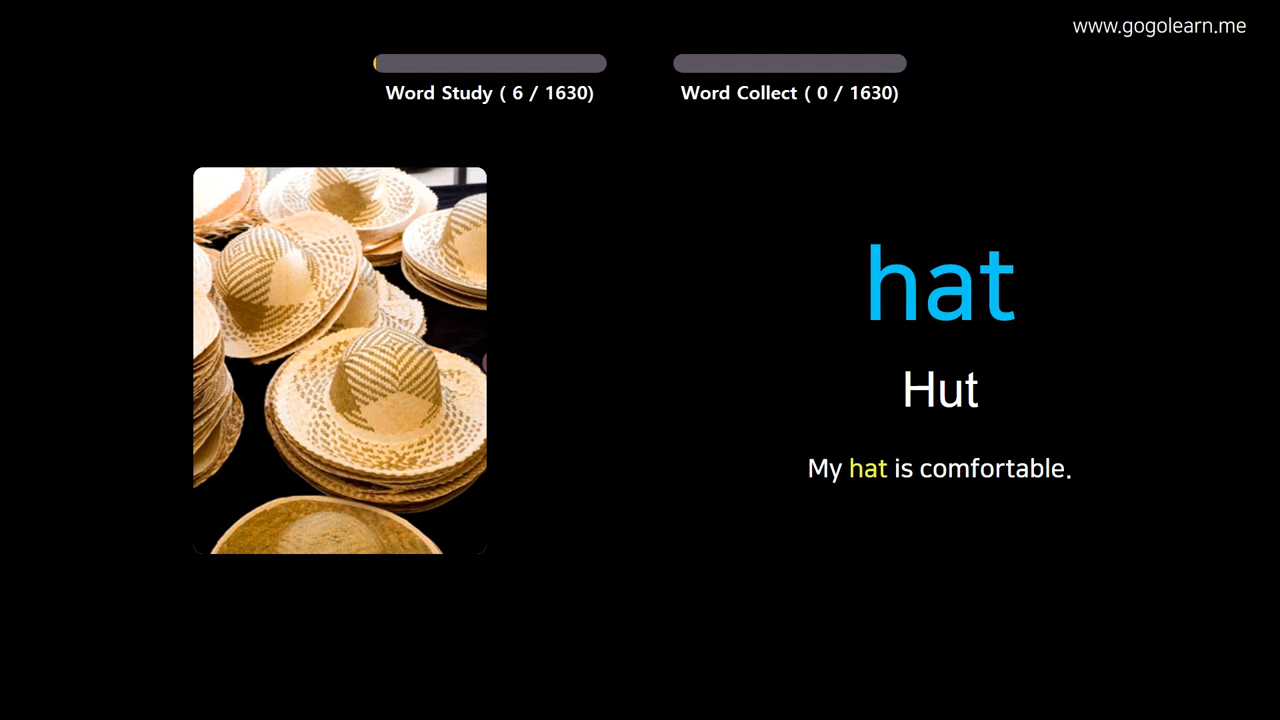 www.gogolearn.me
Word Study ( 6 / 1630)
Word Collect ( 0 / 1630)
hat
Hut
My hat is comfortable.